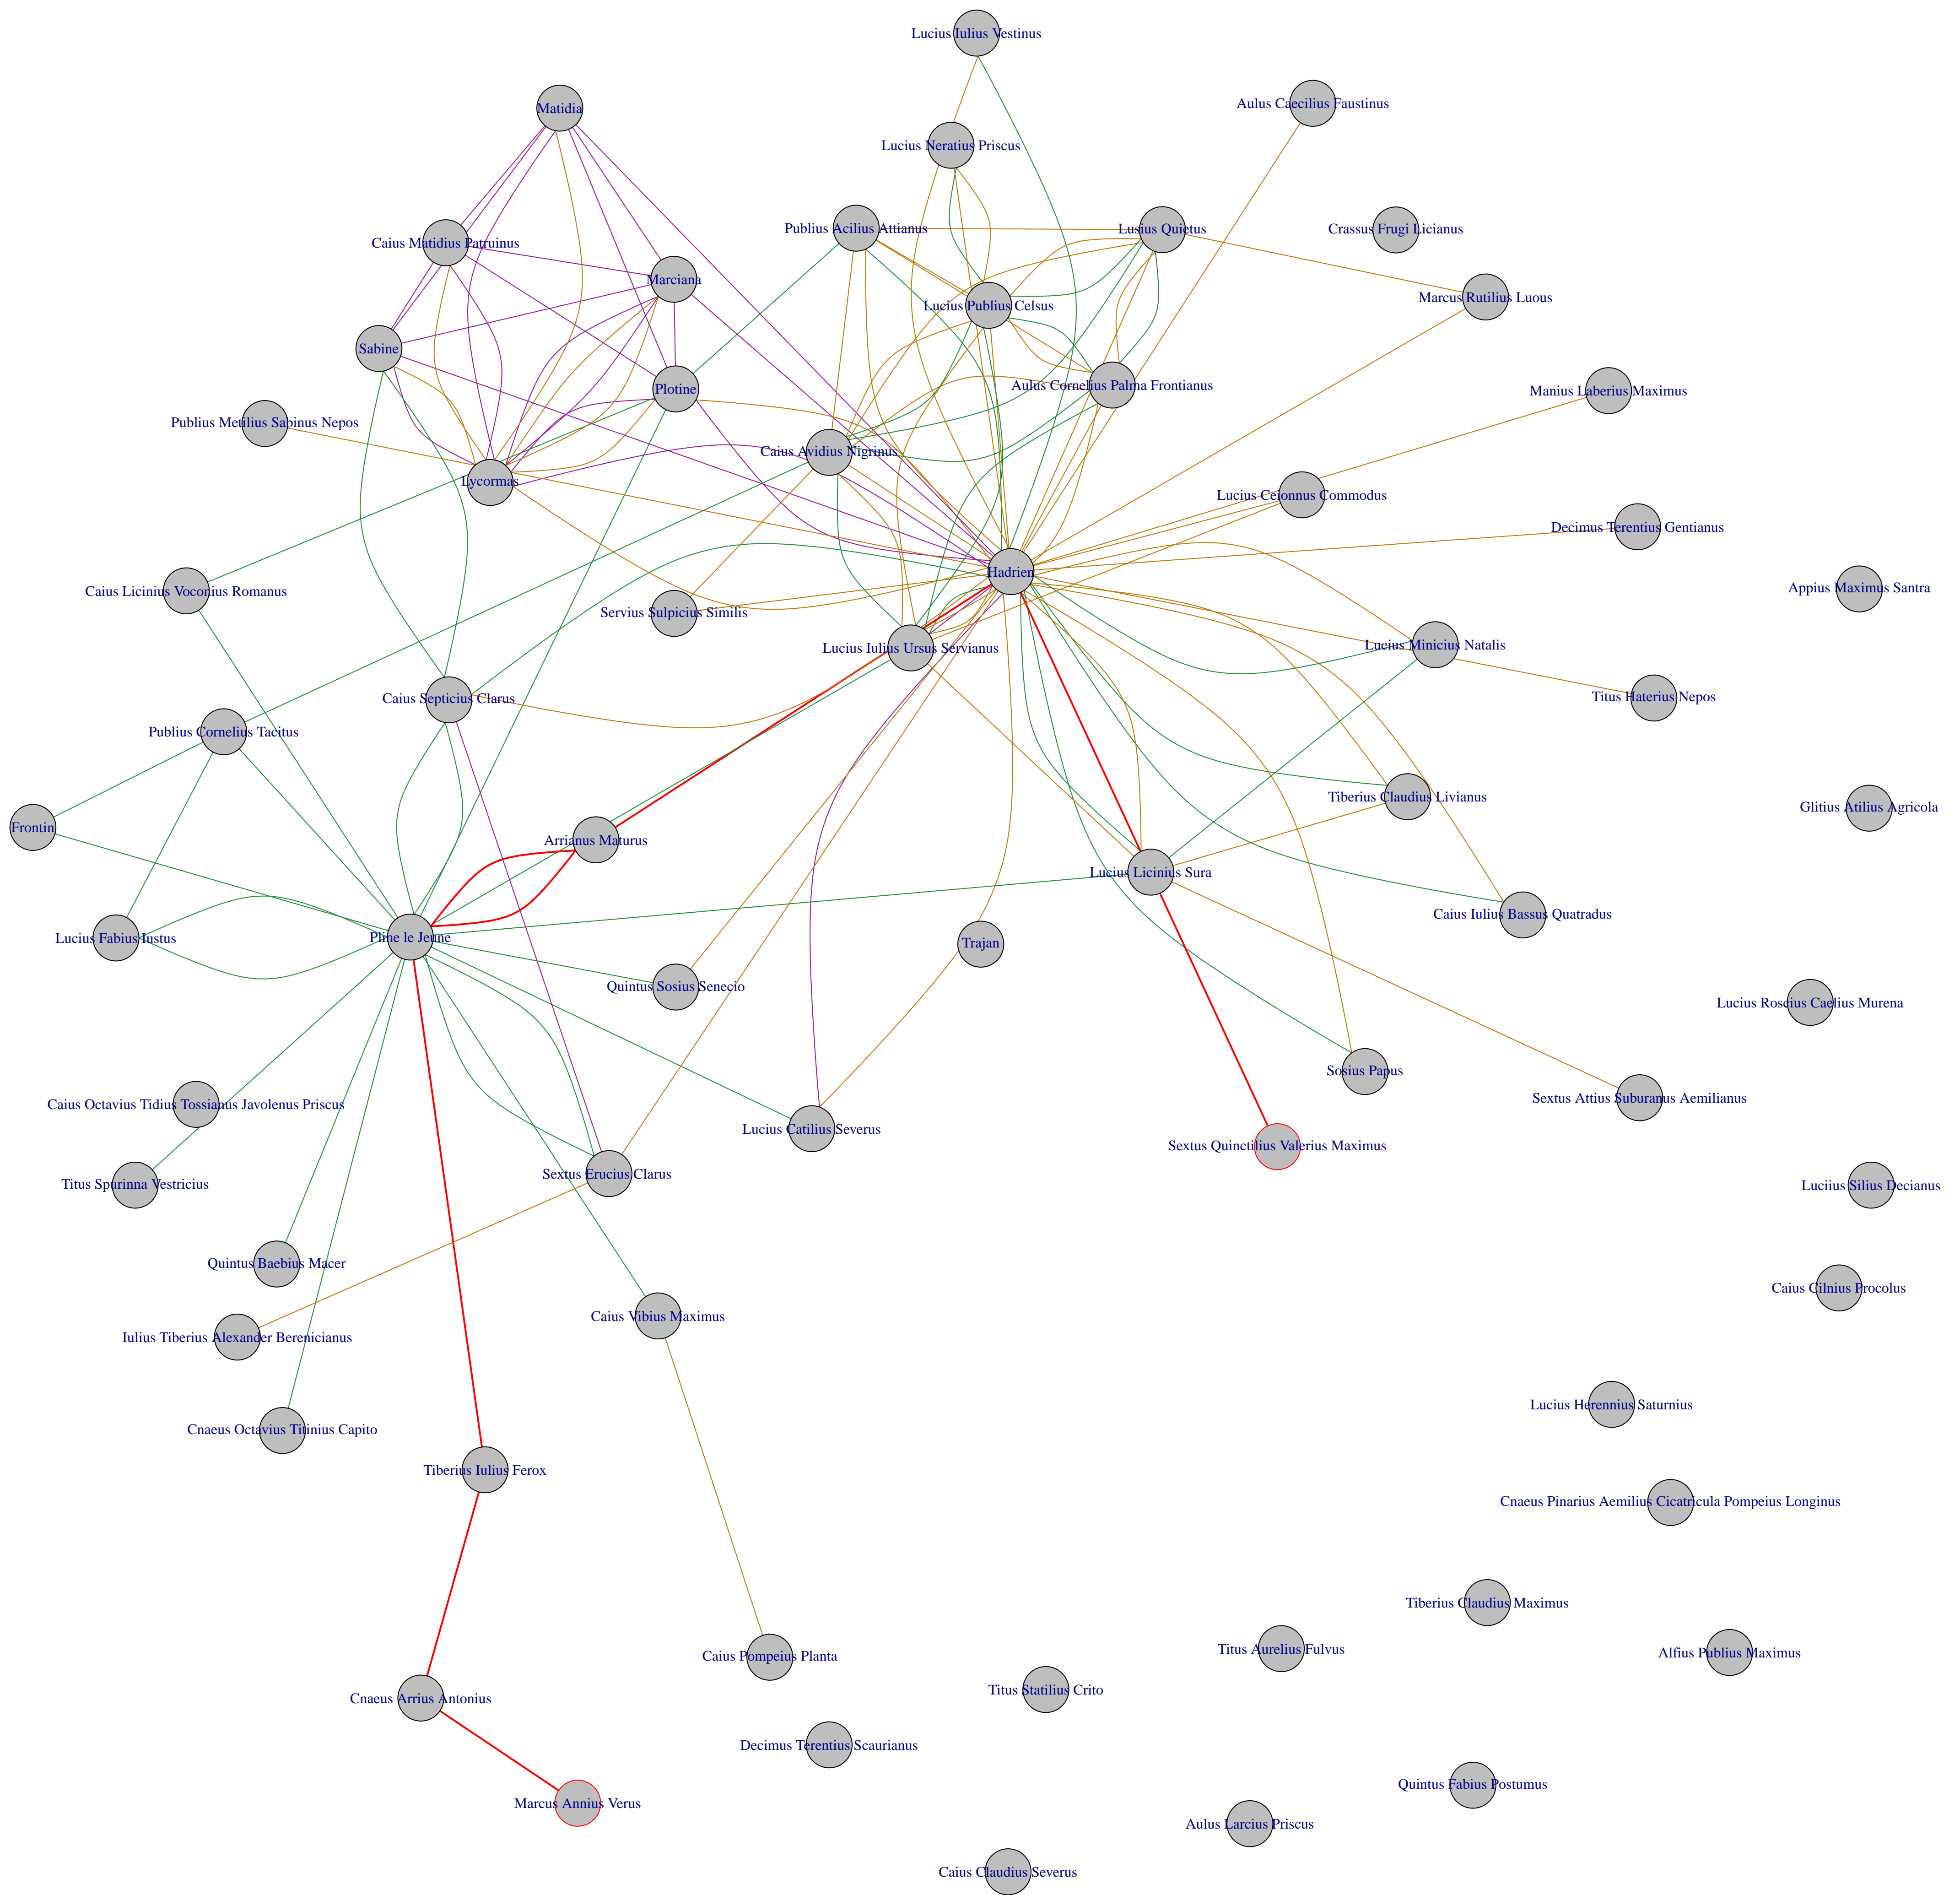 Lucius Iulius Vestinus
Aulus Caecilius Faustinus
Matidia
Lucius Neratius Priscus
Publius Acilius Attianus
Lusius Quietus
Crassus Frugi Licianus
Caius Matidius Patruinus
Marciana
Marcus Rutilius Luous
Lucius Publius Celsus
Sabine
Plotine
Aulus Cornelius Palma Frontianus
Manius Laberius Maximus
Publius Metilius Sabinus Nepos
Caius Avidius Nigrinus
Lycormas
Lucius Ceionnus Commodus
Decimus Terentius Gentianus
Hadrien
Caius Licinius Voconius Romanus
Appius Maximus Santra
Servius Sulpicius Similis
Lucius Iulius Ursus Servianus
Lucius Minicius Natalis
Caius Septicius Clarus
Titus Haterius Nepos
Publius Cornelius Tacitus
Tiberius Claudius Livianus
Glitius Atilius Agricola
Frontin
Arrianus Maturus
Lucius Licinius Sura
Caius Iulius Bassus Quatradus
Lucius Fabius Iustus
Pline le Jeune
Trajan
Quintus Sosius Senecio
Lucius Roscius Caelius Murena
Sosius Papus
Sextus Attius Suburanus Aemilianus
Caius Octavius Tidius Tossianus Javolenus Priscus
Lucius Catilius Severus
Sextus Quinctilius Valerius Maximus
Sextus Erucius Clarus
Titus Spurinna Vestricius
Luciius Silius Decianus
Quintus Baebius Macer
Caius Cilnius Procolus
Caius Vibius Maximus
Iulius Tiberius Alexander Berenicianus
Lucius Herennius Saturnius
Cnaeus Octavius Titinius Capito
Tiberius Iulius Ferox
Cnaeus Pinarius Aemilius Cicatricula Pompeius Longinus
Tiberius Claudius Maximus
Titus Aurelius Fulvus
Alfius Publius Maximus
Caius Pompeius Planta
Titus Statilius Crito
Cnaeus Arrius Antonius
Decimus Terentius Scaurianus
Quintus Fabius Postumus
Marcus Annius Verus
Aulus Larcius Priscus
Caius Claudius Severus